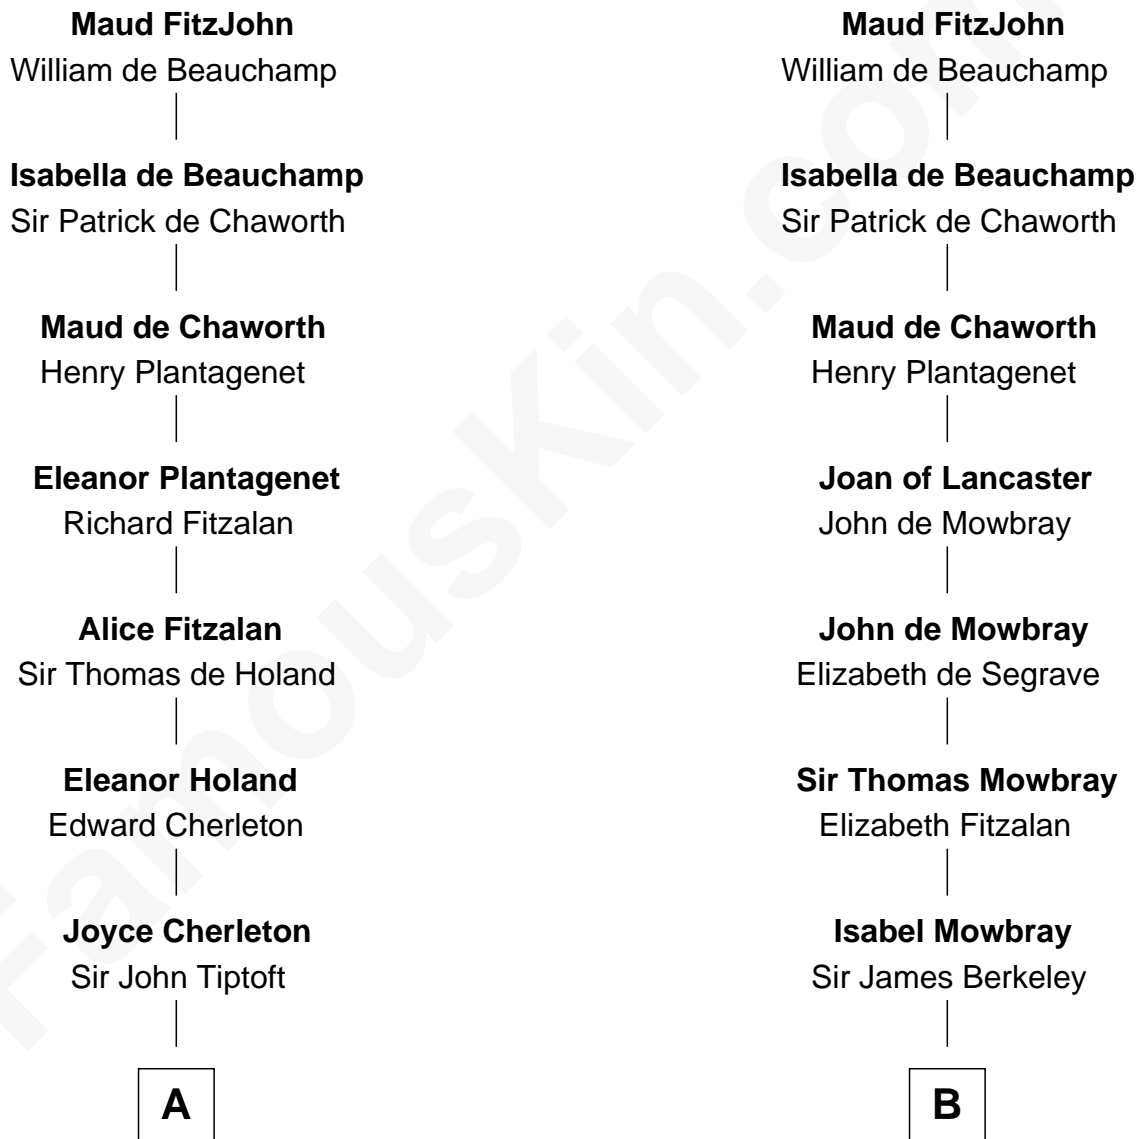 Maud FitzJohn
William de Beauchamp
Isabella de Beauchamp
Sir Patrick de Chaworth
Maud de Chaworth
Henry Plantagenet
Eleanor Plantagenet
Richard Fitzalan
Alice Fitzalan
Sir Thomas de Holand
Eleanor Holand
Edward Cherleton
Joyce Cherleton
Sir John Tiptoft
A
Maud FitzJohn
William de Beauchamp
Isabella de Beauchamp
Sir Patrick de Chaworth
Maud de Chaworth
Henry Plantagenet
Joan of Lancaster
John de Mowbray
John de Mowbray
Elizabeth de Segrave
Sir Thomas Mowbray
Elizabeth Fitzalan
Isabel Mowbray
Sir James Berkeley
B
FamousKin.com